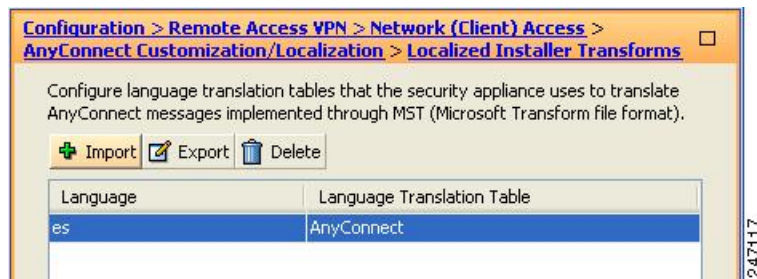 Configuration > Remote Access VPN > Network (Client) Access >
AnyConnect Customization/Localization > Localized Installer Transforms
Configure language translation tables that the security appliance uses to translate
AnyConnect messages implemented through MST (Microsoft Transform file format).
Import Export Delete
Language Language Translation Table
es AnyConnect
247117